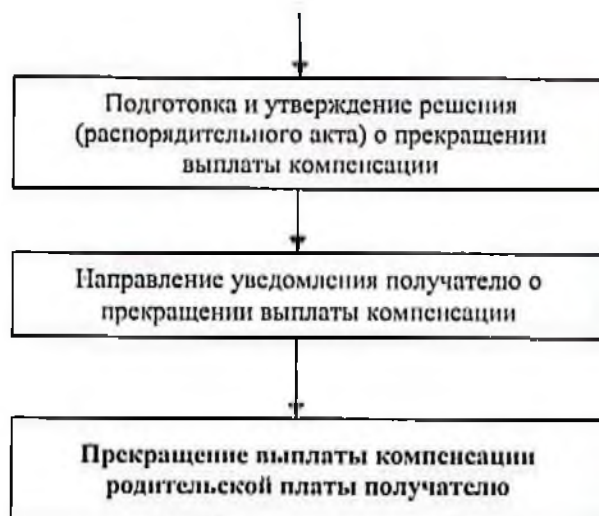 Подготовка и утверждение решения
(распорядительного акта) о прекращении
выплаты компенсации
Направление уведомления получателю о
прекращении выплаты компенсации
Прекращение выплаты компенсации
родительской платы получателю